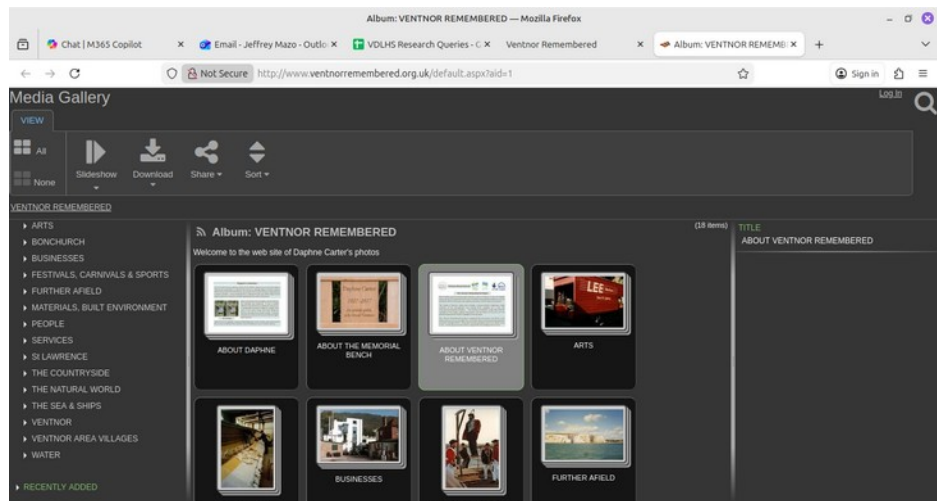 Album: VENTNOR REMEMBERED — Mozilla Firefox
Chat | M365 Copilot
Email - Jeffrey Mazo - Outlo
VDLHS Research Queries - C
Ventnor Remembered
Album: VENTNOR REMEMB
Not Secure http://www.ventnorremembered.org.uk/default.aspx?aid=1
Sign in
Media Gallery
Log In
VIEW
All
None
Slideshow
Download
Share
Sort
VENTNOR REMEMBERED
ARTS
BONCHURCH
BUSINESSES
FESTIVALS, CARNIVALS & SPORTS
FURTHER AFIELD
MATERIALS, BUILT ENVIRONMENT
PEOPLE
SERVICES
St LAWRENCE
THE COUNTRYSIDE
THE NATURAL WORLD
THE SEA & SHIPS
VENTNOR
VENTNOR AREA VILLAGES
WATER
RECENTLY ADDED
Album: VENTNOR REMEMBERED
(18 items)
Welcome to the web site of Daphne Carter's photos
ABOUT DAPHNE
Daphne Carter
ABOUT THE MEMORIAL
BENCH
ABOUT VENTNOR
REMEMBERED
LEE
ARTS
BUSINESSES
FURTHER AFIELD
TITLE
ABOUT VENTNOR REMEMBERED